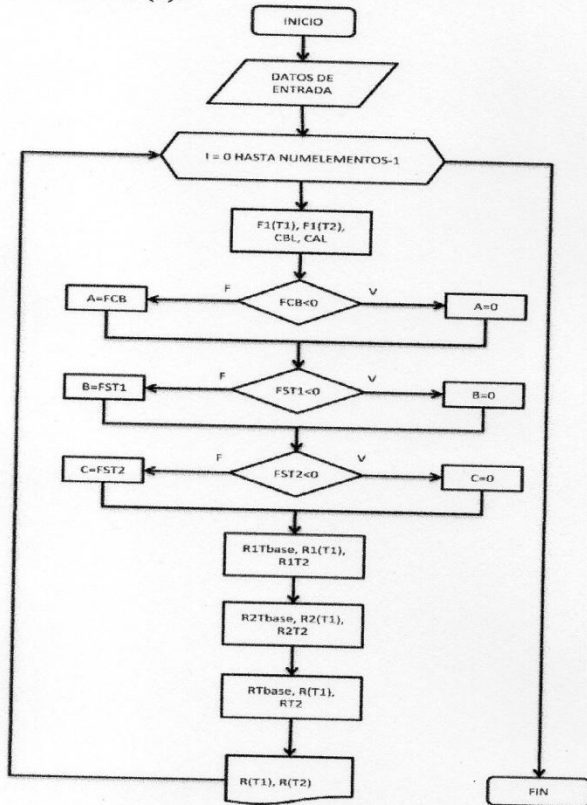 INICIO
DATOS DE
ENTRADA
I = 0 HASTA NUMELEMENTOS-1
F1(T1), F1(T2),
CBL, CAL
F
V
A=FCB
FCB<0
A=0
F
V
B=FST1
FST1<0
B=0
F
V
C=FST2
FST2<0
C=0
R1Tbase, R1(T1),
R1T2
R2Tbase, R2(T1),
R2T2
RTbase, R(T1),
RT2
R(T1), R(T2)
FIN